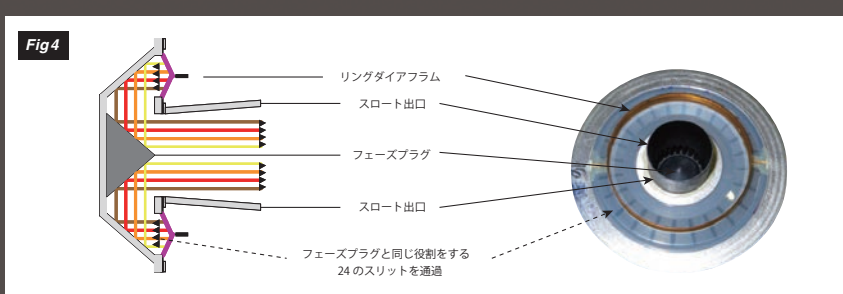 Fig4
リングダイアフラム
スロート出口
フェーズプラグ
スロート出口
フェーズプラグと同じ役割をする
24 のスリットを通過